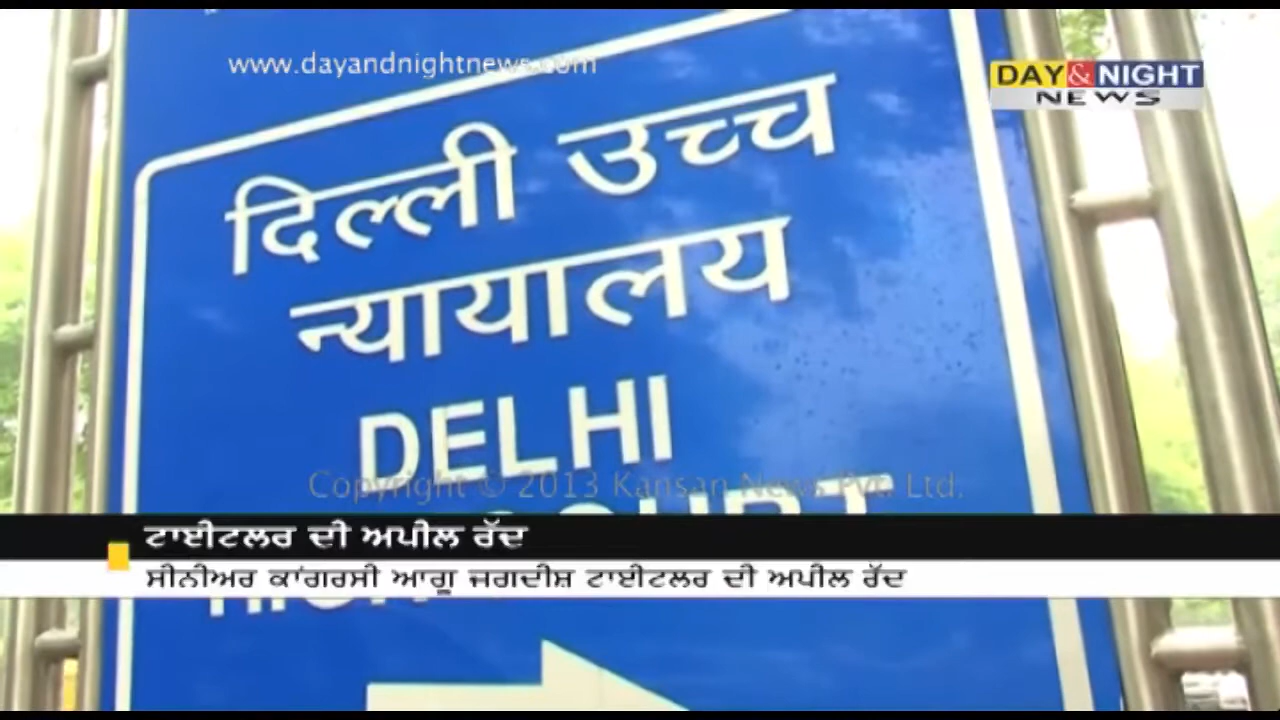 www.dayandnightnews.com
DAY&NIGHT
NEWS
दिल्ली उच्च
न्यायालय
DELHI
Copyright © 2013 Kansan News Pvt. Ltd.
ਟਾਈਟਲਰ ਦੀ ਅਪੀਲ ਰੱਦ
ਸੀਨੀਅਰ ਕਾਂਗਰਸੀ ਆਗੂ ਜਗਦੀਸ਼ ਟਾਈਟਲਰ ਦੀ ਅਪੀਲ ਰੱਦ